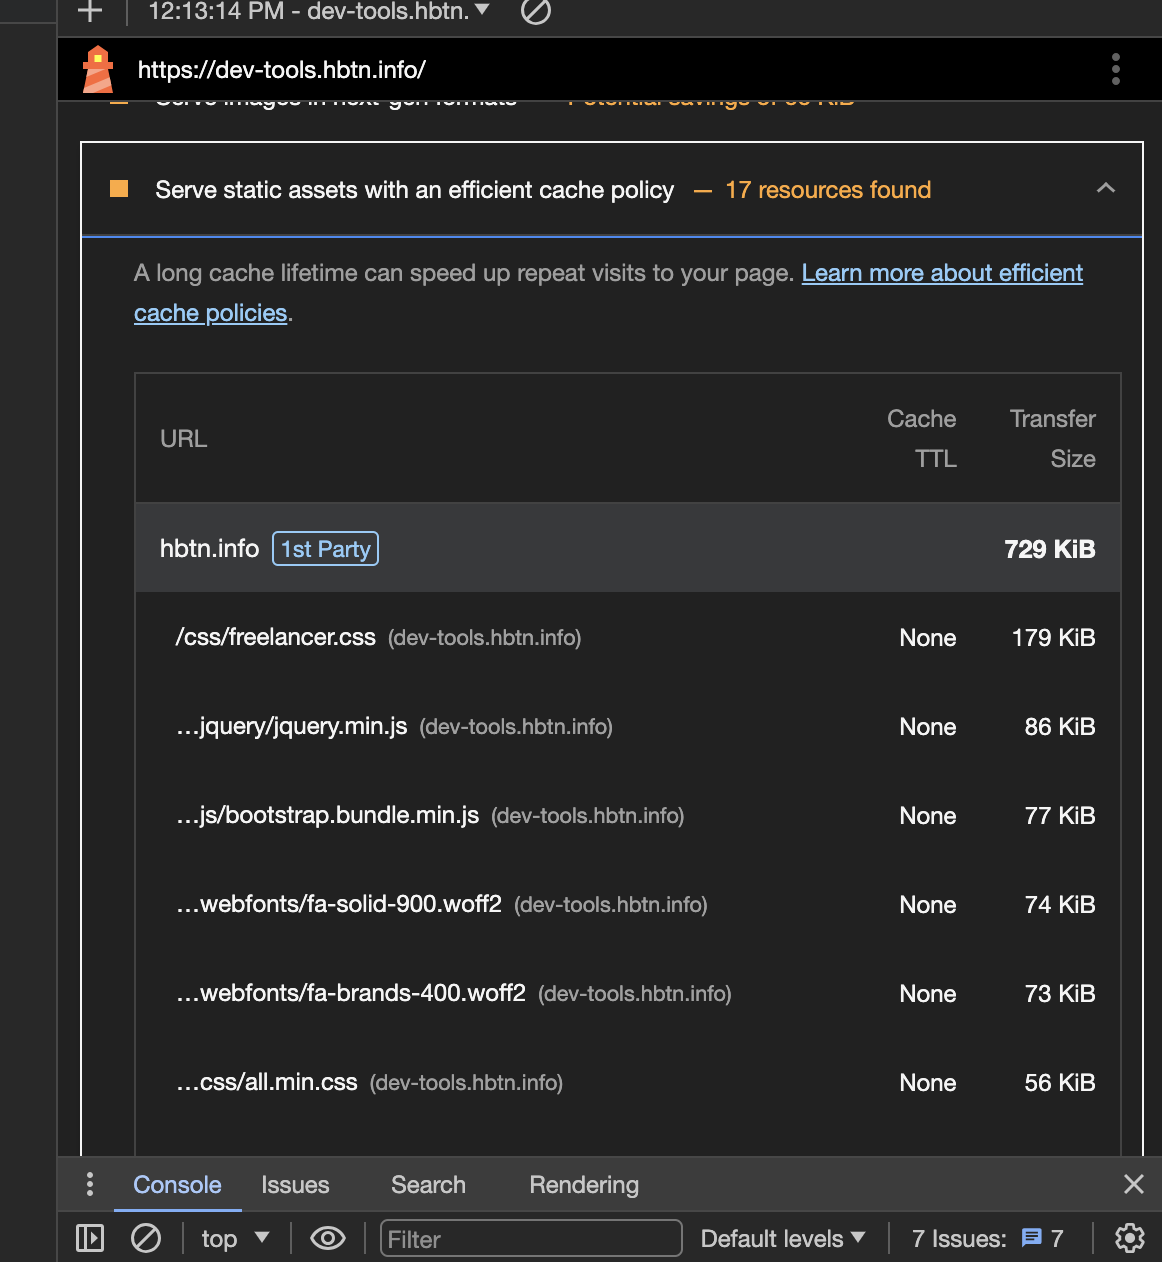 12:13:14 PM - dev-tools.hbtn.
https://dev-tools.hbtn.info/
Serve images in next-gen formats Potential savings of
Serve static assets with an efficient cache policy — 17 resources found
A long cache lifetime can speed up repeat visits to your page. Learn more about efficient
cache policies.
URL Cache TTL Transfer Size
hbtn.info 1st Party 729 KiB
/css/freelancer.css (dev-tools.hbtn.info) None 179 KiB
…jquery/jquery.min.js (dev-tools.hbtn.info) None 86 KiB
…js/bootstrap.bundle.min.js (dev-tools.hbtn.info) None 77 KiB
…webfonts/fa-solid-900.woff2 (dev-tools.hbtn.info) None 74 KiB
…webfonts/fa-brands-400.woff2 (dev-tools.hbtn.info) None 73 KiB
…css/all.min.css (dev-tools.hbtn.info) None 56 KiB
Console Issues Search Rendering
top Filter Default levels 7 Issues: 7